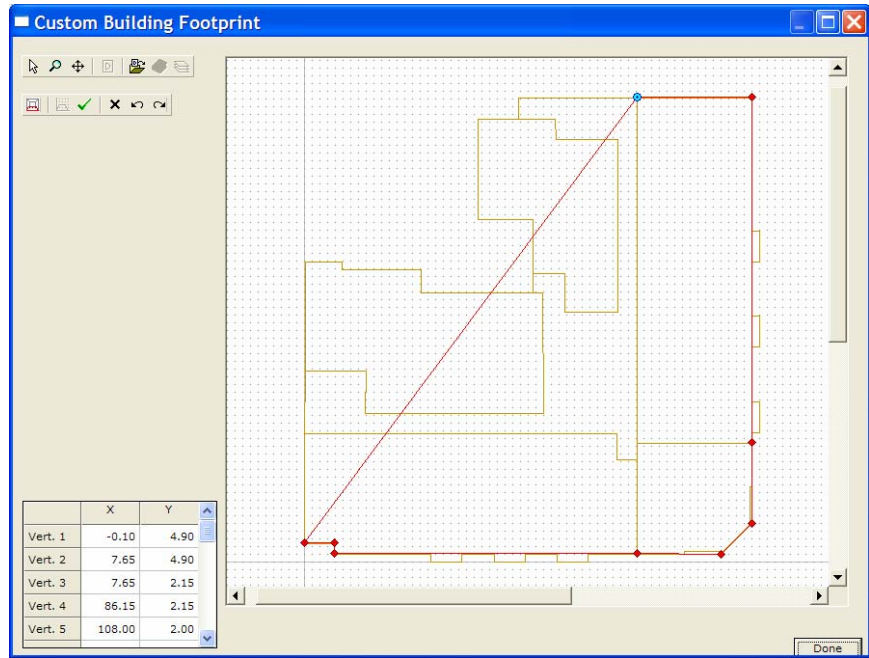 Custom Building Footprint
D
X Y
Vert. 1 -0.10 4.90
Vert. 2 7.65 4.90
Vert. 3 7.65 2.15
Vert. 4 86.15 2.15
Vert. 5 108.00 2.00
Done